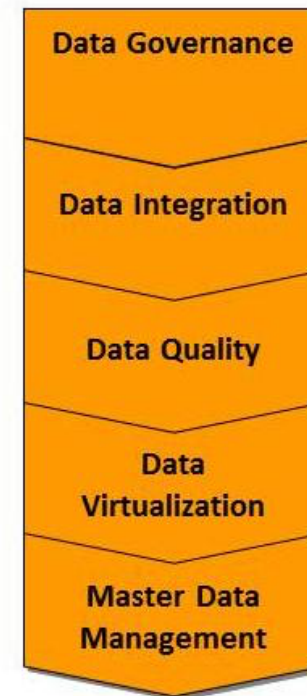 Data Governance
Data Integration
Data Quality
Data
Virtualization
Master Data
Management